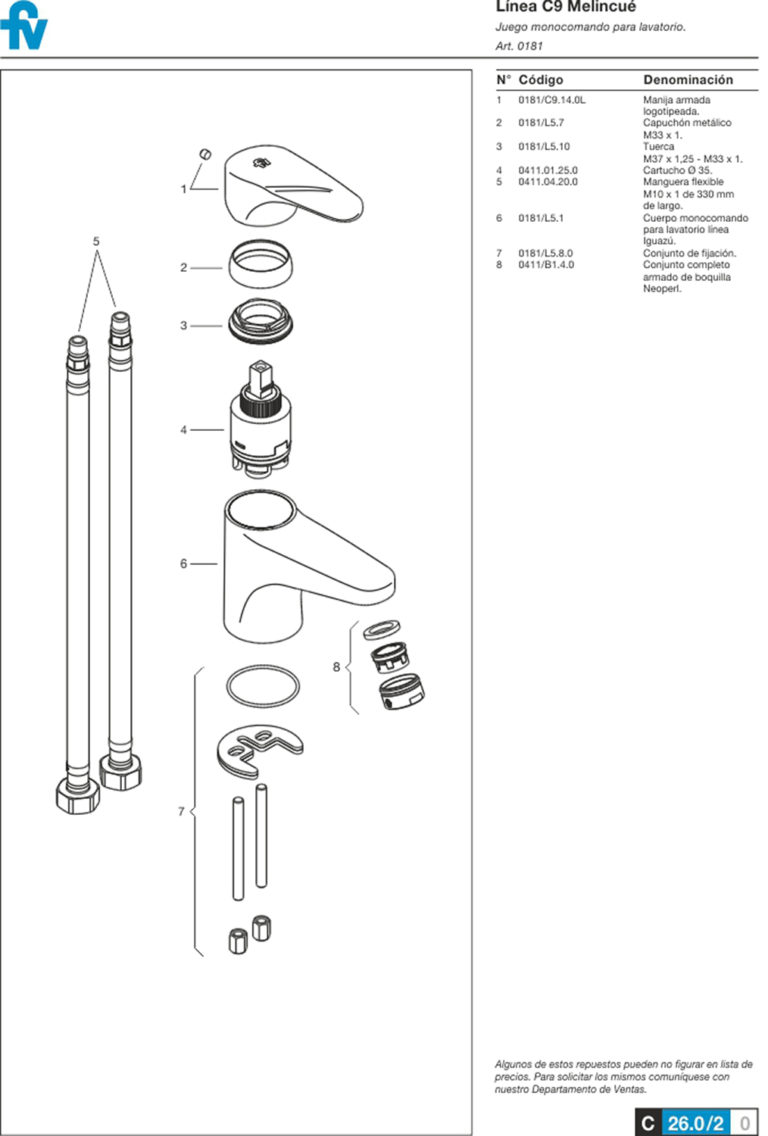 fv
Línea C9 Melincué
Juego monocomando para lavatorio.
Art. 0181
N° Código Denominación
1 0181/C9.14.0L Manija armada
logotipeada.
2 0181/L5.7 Capuchón metálico
M33 x 1.
3 0181/L5.10 Tuerca
M37 x 1,25 - M33 x 1.
4 0411.01.25.0 Cartucho Ø 35.
5 0411.04.20.0 Manguera flexible
M10 x 1 de 330 mm
de largo.
6 0181/L5.1 Cuerpo monocomando
para lavatorio línea
Iguazú.
7 0181/L5.8.0 Conjunto de fijación.
8 0411/B1.4.0 Conjunto completo
armado de boquilla
Neoperl.
1
5
2
3
4
6
8
7
Algunos de estos repuestos pueden no figurar en lista de
precios. Para solicitar los mismos comuníquese con
nuestro Departamento de Ventas.
C 26.0/2 0